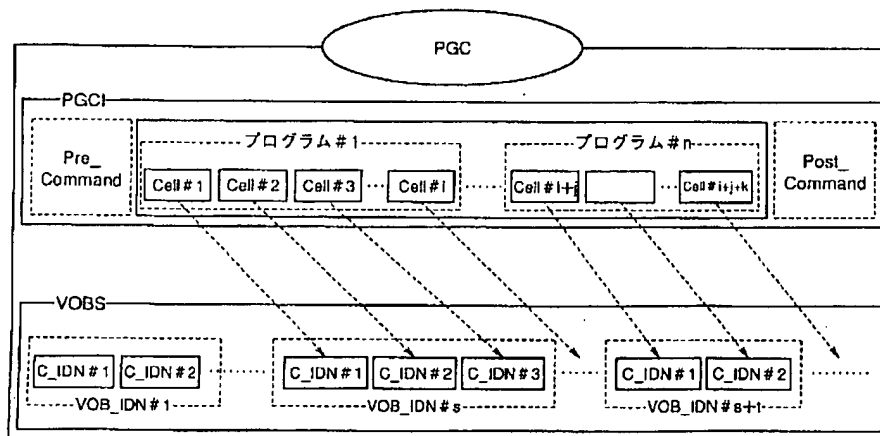 PGC
PGCI
プログラム#1
プログラム#n
Pre_
Command
Cell#1 Cell#2 Cell#3 ... Cell#i ...... Cell#i+j ... Cell#i+j+k
Post_
Command
VOBS
C_IDN#1 C_IDN#2 ...... C_IDN#1 C_IDN#2 C_IDN#3 ...... C_IDN#1 C_IDN#2 ......
VOB_IDN#1 VOB_IDN#s VOB_IDN#s+t